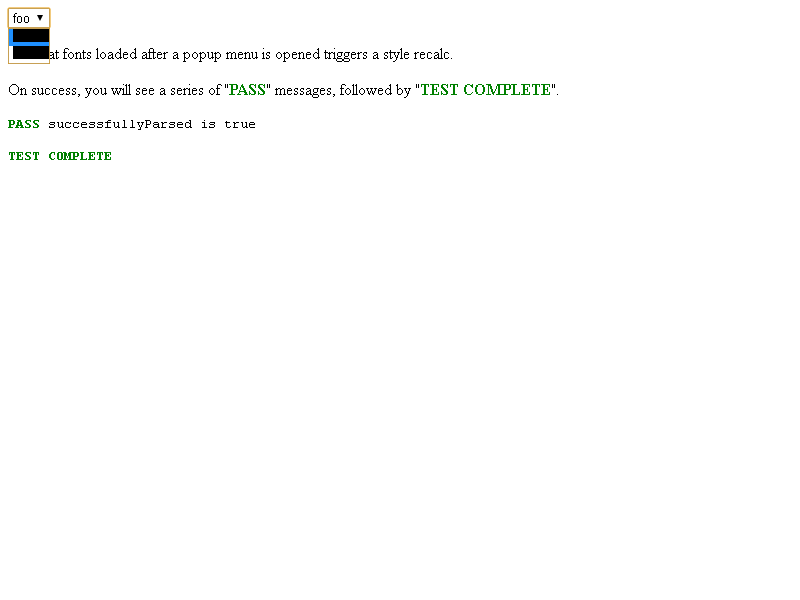 foo
at fonts loaded after a popup menu is opened triggers a style recalc.
On success, you will see a series of "PASS" messages, followed by "TEST COMPLETE".
PASS successfullyParsed is true
TEST COMPLETE